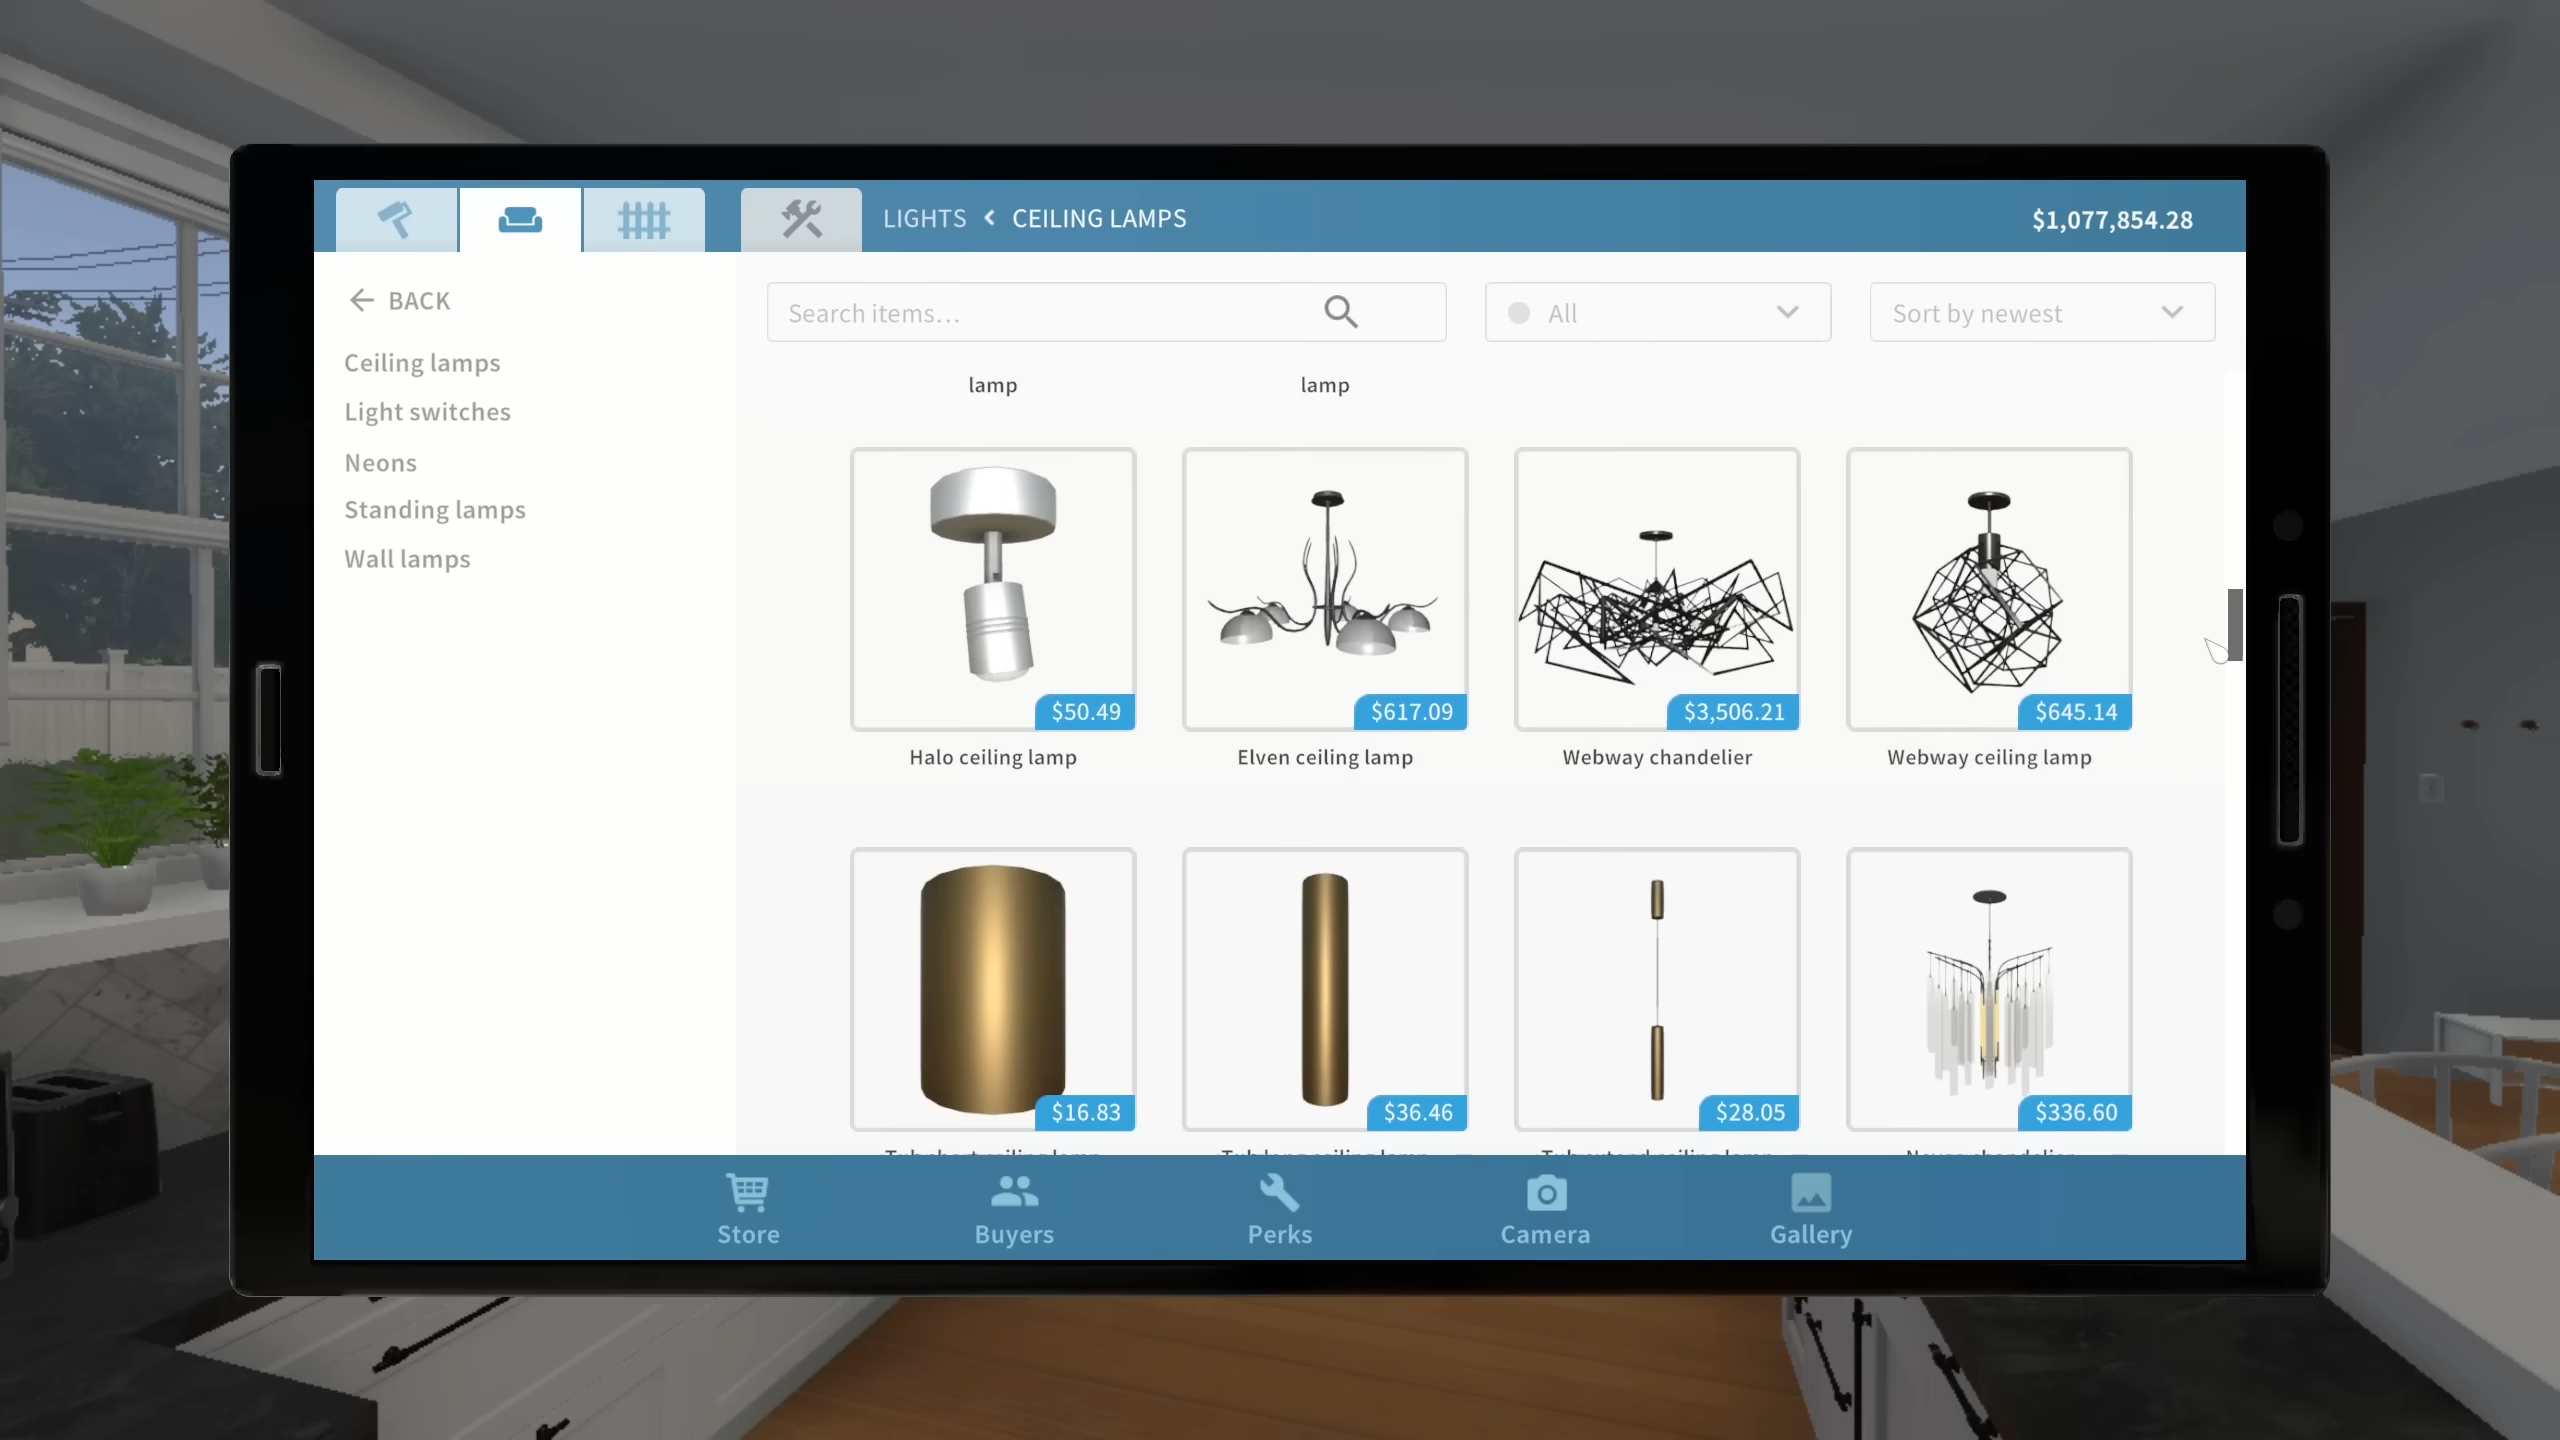 LIGHTS < CEILING LAMPS
$1,077,854.28
BACK
Search items...
All
Sort by newest
Ceiling lamps
Light switches
Neons
Standing lamps
Wall lamps
lamp
lamp
$50.49
$617.09
$3,506.21
$645.14
Halo ceiling lamp
Elven ceiling lamp
Webway chandelier
Webway ceiling lamp
$16.83
$36.46
$28.05
$336.60
Store
Buyers
Perks
Camera
Gallery